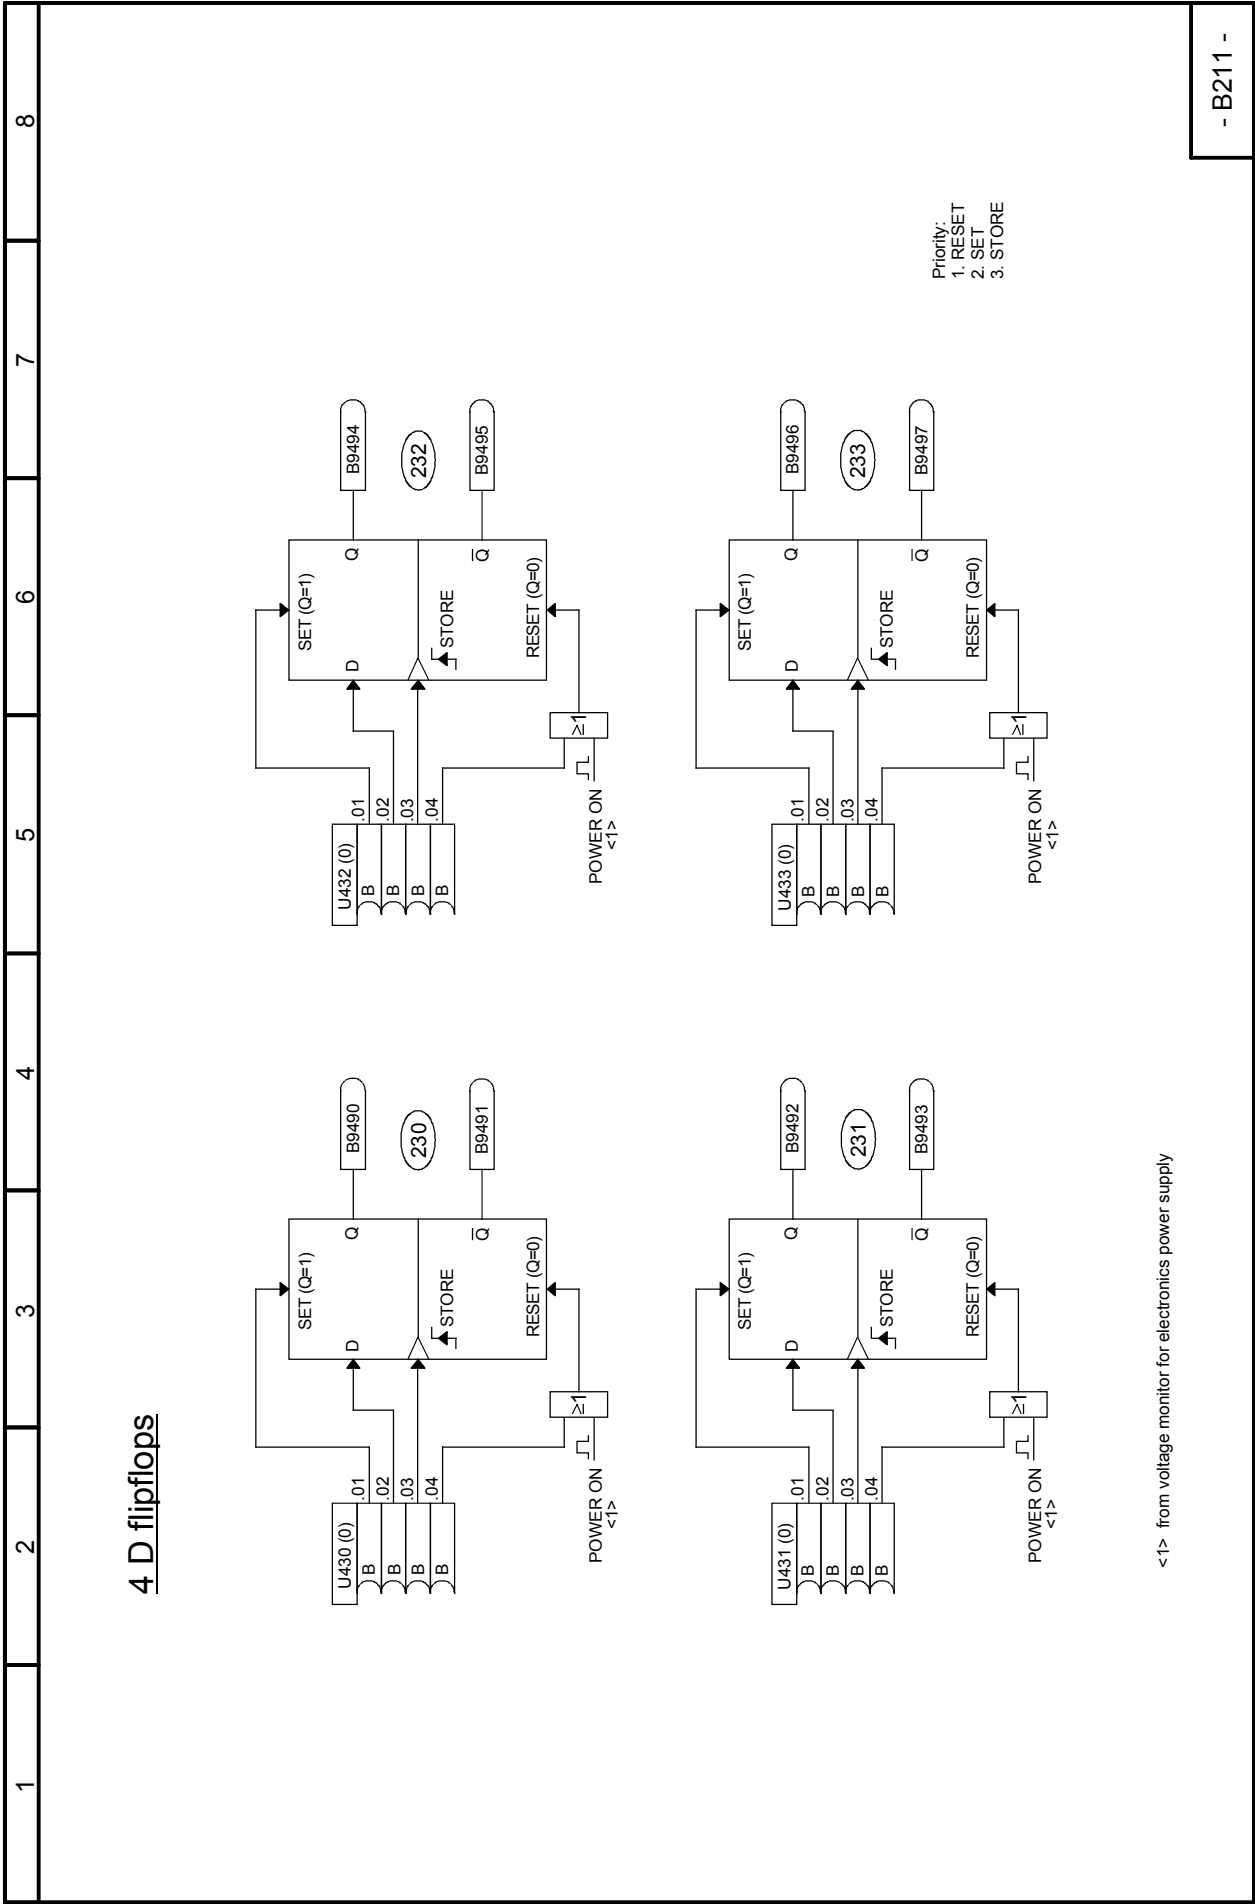 1 2 3 4 5 6 7 8
4 D flipflops
U430 (0)
B .01
B .02
B .03
B .04
SET (Q=1)
D
Q
STORE
Q̅
RESET (Q=0)
≥1
POWER ON
<1>
B9490
230
B9491
U432 (0)
B .01
B .02
B .03
B .04
SET (Q=1)
D
Q
STORE
Q̅
RESET (Q=0)
≥1
POWER ON
<1>
B9494
232
B9495
U431 (0)
B .01
B .02
B .03
B .04
SET (Q=1)
D
Q
STORE
Q̅
RESET (Q=0)
≥1
POWER ON
<1>
B9492
231
B9493
U433 (0)
B .01
B .02
B .03
B .04
SET (Q=1)
D
Q
STORE
Q̅
RESET (Q=0)
≥1
POWER ON
<1>
B9496
233
B9497
Priority:
1. RESET
2. SET
3. STORE
<1> from voltage monitor for electronics power supply
- B211 -